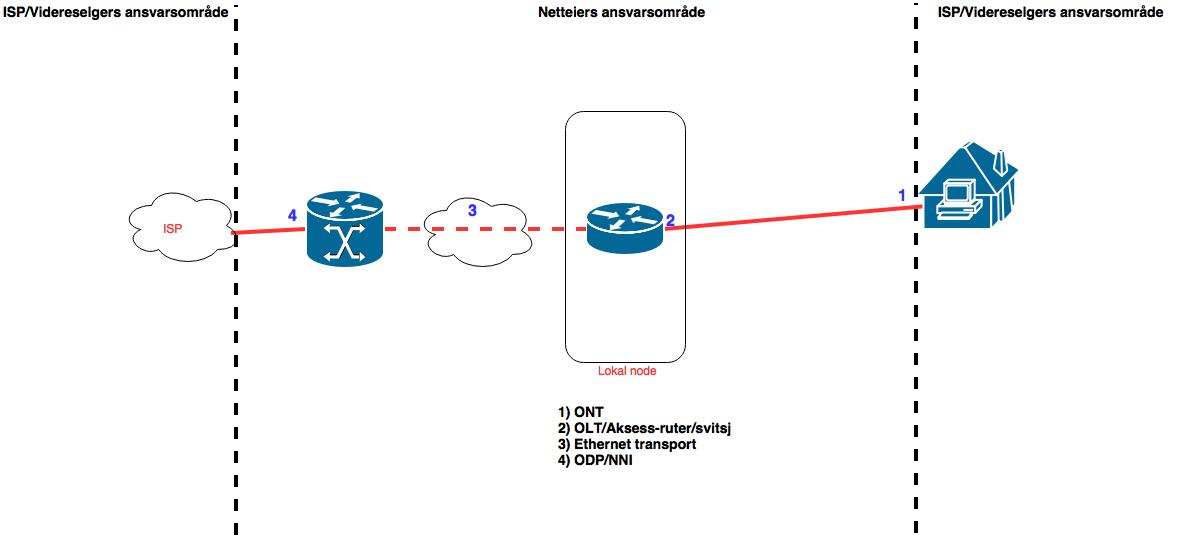 ISP/Videreselgers ansvarsområde
Netteiers ansvarsområde
ISP/Videreselgers ansvarsområde
ISP
4
3
2
1
Lokal node
1) ONT
2) OLT/Aksess-ruter/svitsj
3) Ethernet transport
4) ODP/NNI